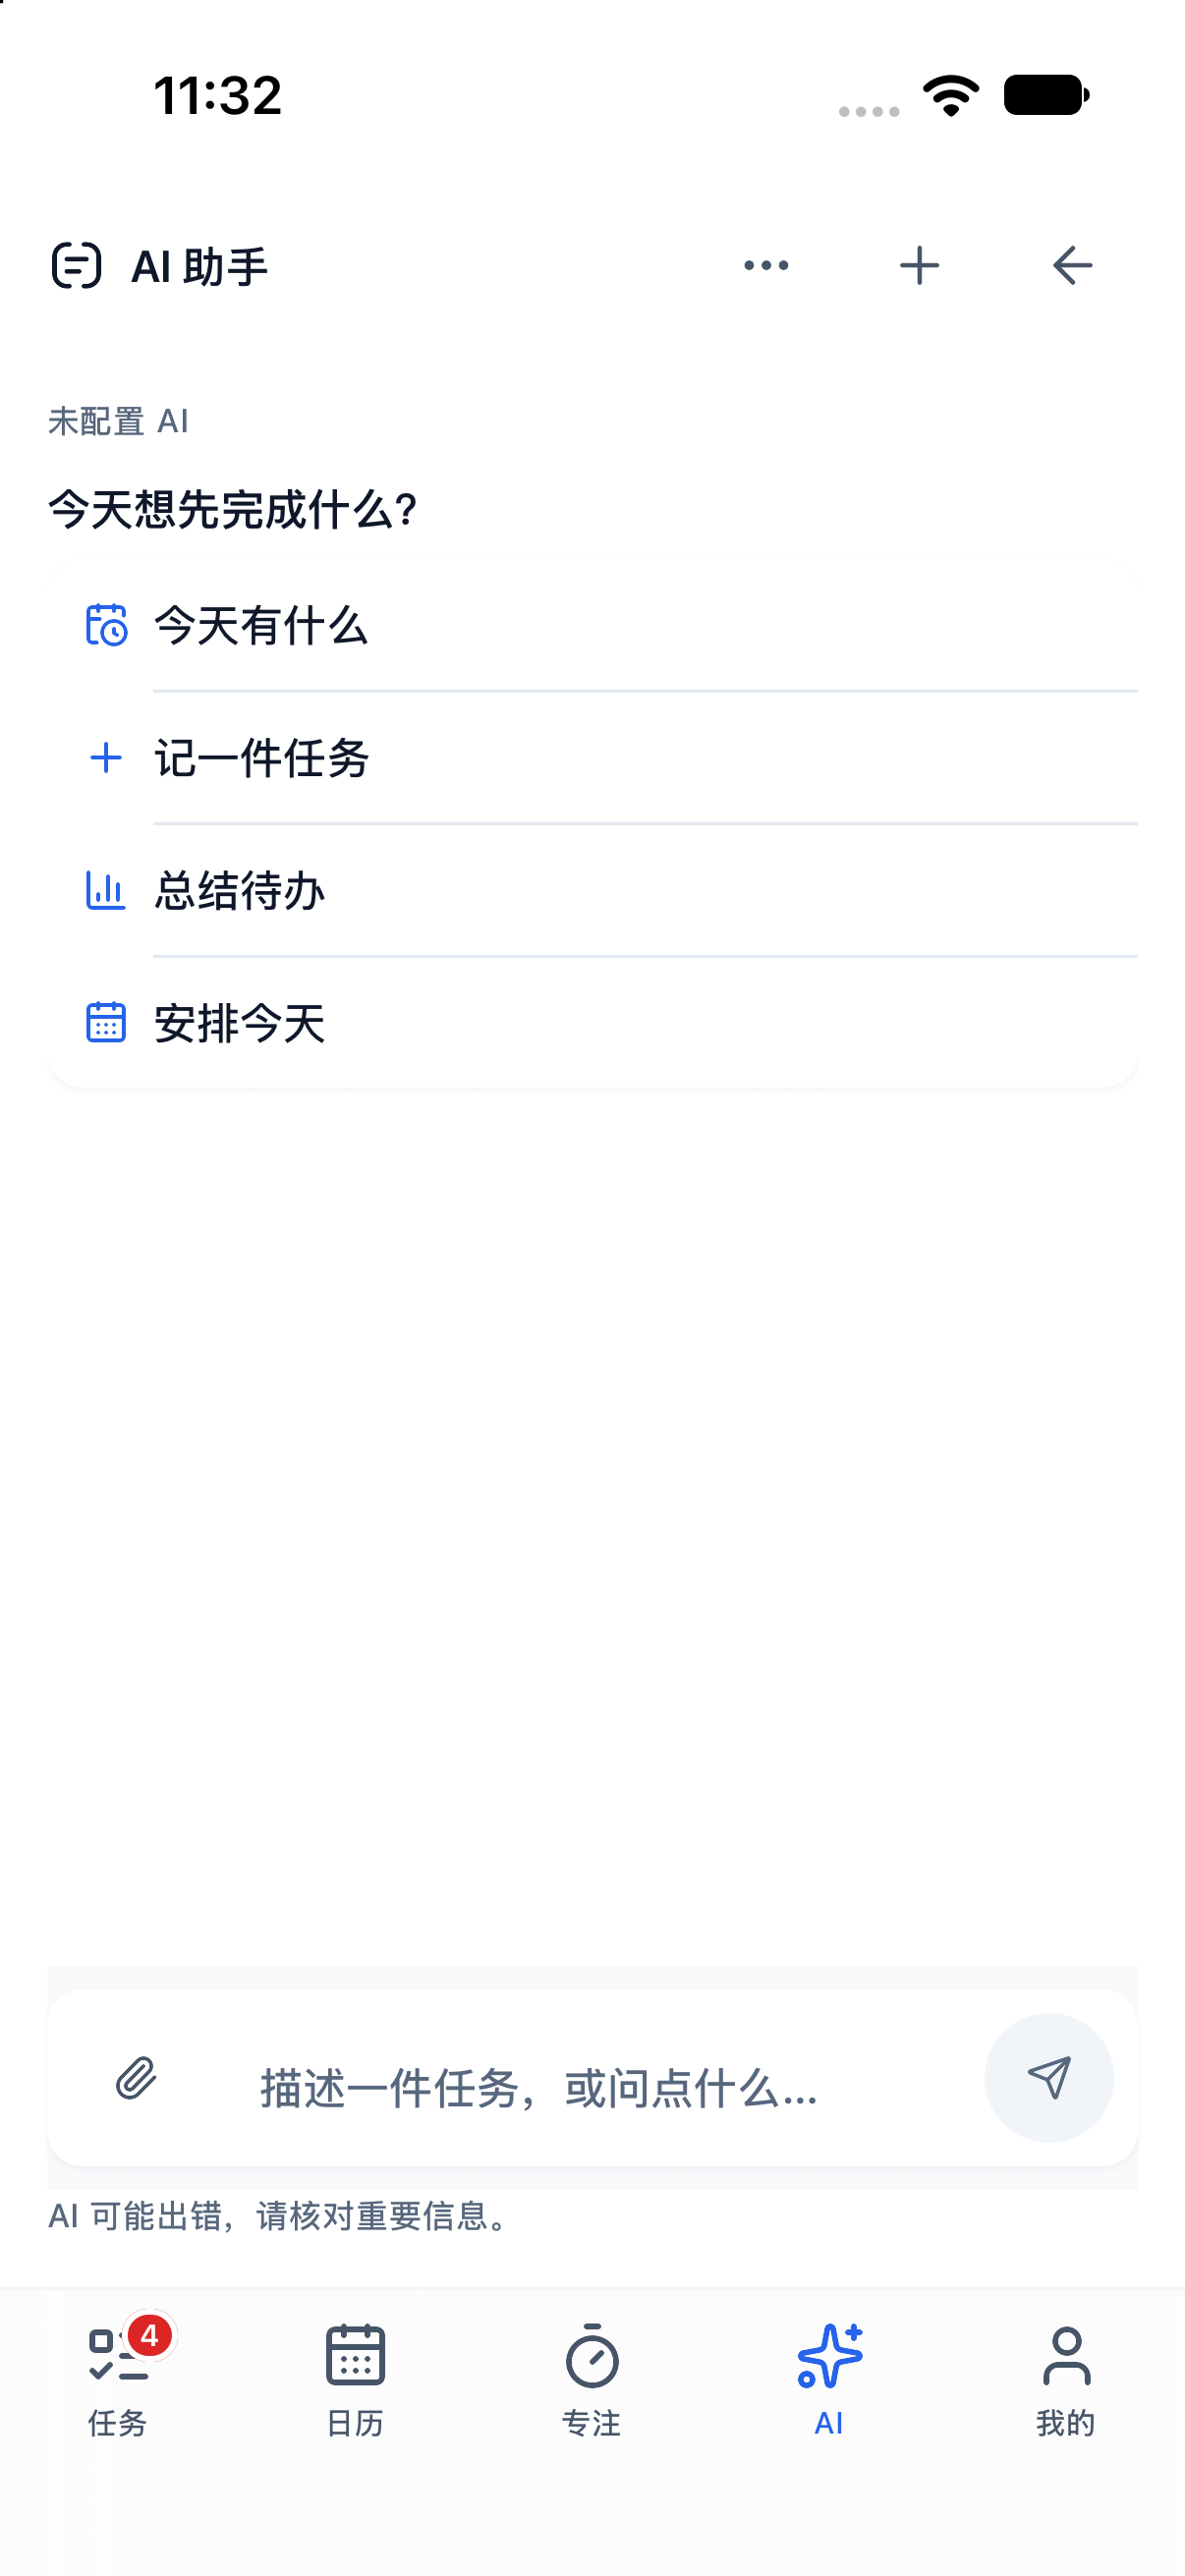 11:32
AI 助手
未配置 AI
今天想先完成什么?
今天有什么
记一件任务
总结待办
安排今天
描述一件任务，或问点什么...
AI 可能出错，请核对重要信息。
4
任务
日历
专注
AI
我的